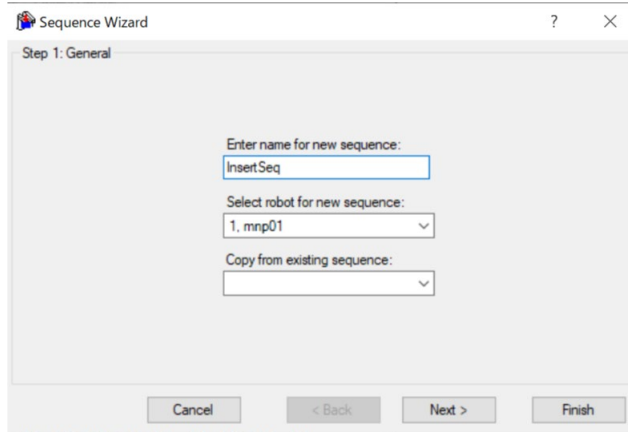 Sequence Wizard
?
Step 1: General
Enter name for new sequence:
InsertSeq
Select robot for new sequence:
1, mnp01
Copy from existing sequence:
Cancel
< Back
Next >
Finish